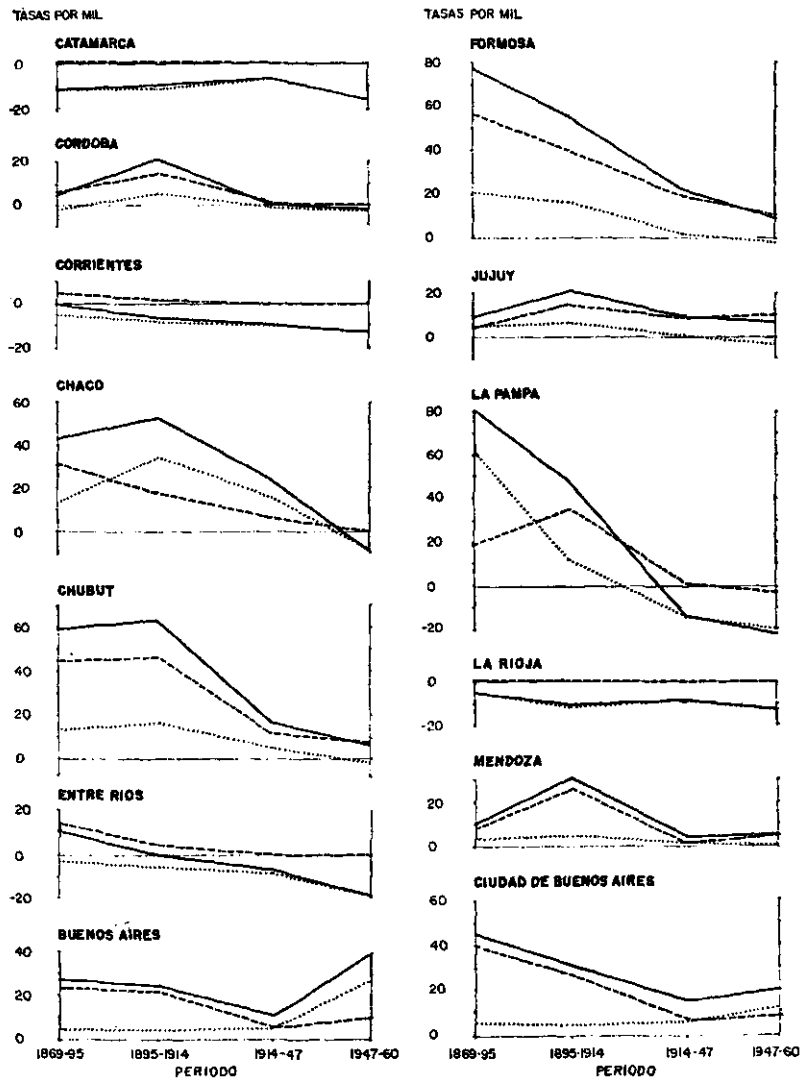 TASAS POR MIL
CATAMARCA
0
-20
CORDOBA
20
0
CORRIENTES
0
-20
CHACO
60
40
20
0
CHUBUT
60
40
20
0
ENTRE RIOS
20
0
-20
BUENOS AIRES
40
20
0
1869-95 1895-1914 1914-47 1947-60
PERIODO
TASAS POR MIL
FORMOSA
80
60
40
20
0
JUJUY
20
0
LA PAMPA
80
60
40
20
0
-20
LA RIOJA
0
-20
MENDOZA
20
0
CIUDAD DE BUENOS AIRES
60
40
20
0
1869-95 1895-1914 1914-47 1947-60
PERIODO